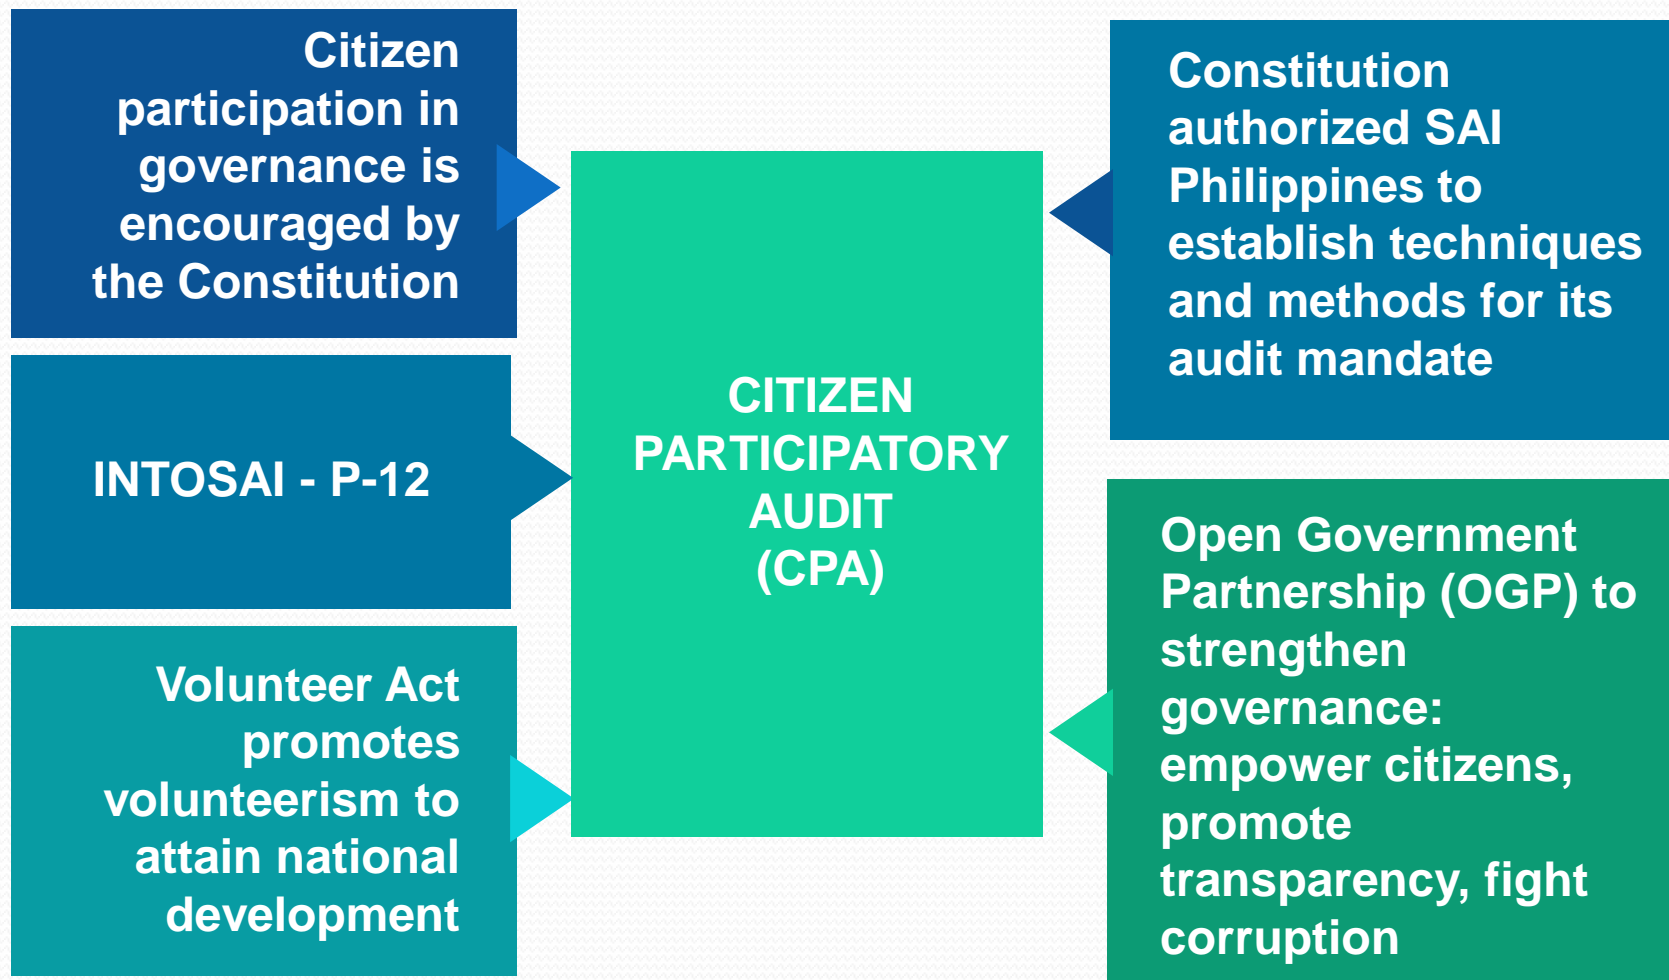 Citizen
participation in
governance is
encouraged by
the Constitution
INTOSAI - P-12
Volunteer Act
promotes
volunteerism to
attain national
development
CITIZEN
PARTICIPATORY
AUDIT
(CPA)
Constitution
authorized SAI
Philippines to
establish techniques
and methods for its
audit mandate
Open Government
Partnership (OGP) to
strengthen
governance:
empower citizens,
promote
transparency, fight
corruption